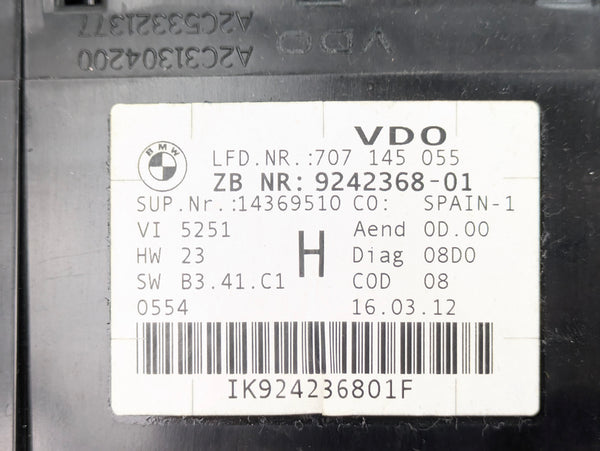 A2C53321377
A2C31304200
VDO
BMW
VDO
LFD.NR.:707 145 055
ZB NR: 9242368-01
SUP.Nr.:14369510 CO: SPAIN-1
VI 5251 Aend 0D.00
HW 23 H Diag 08D0
SW B3.41.C1 COD 08
0554 16.03.12
IK924236801F